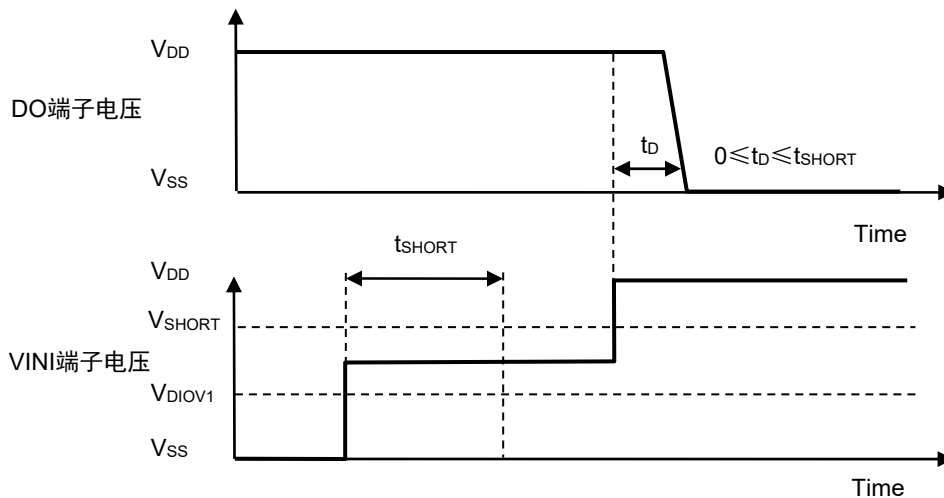 VDD
DO端子电压
tD
0≤tD≤tSHORT
VSS
Time
tSHORT
VDD
VSHORT
VINI端子电压
VDIOV1
VSS
Time